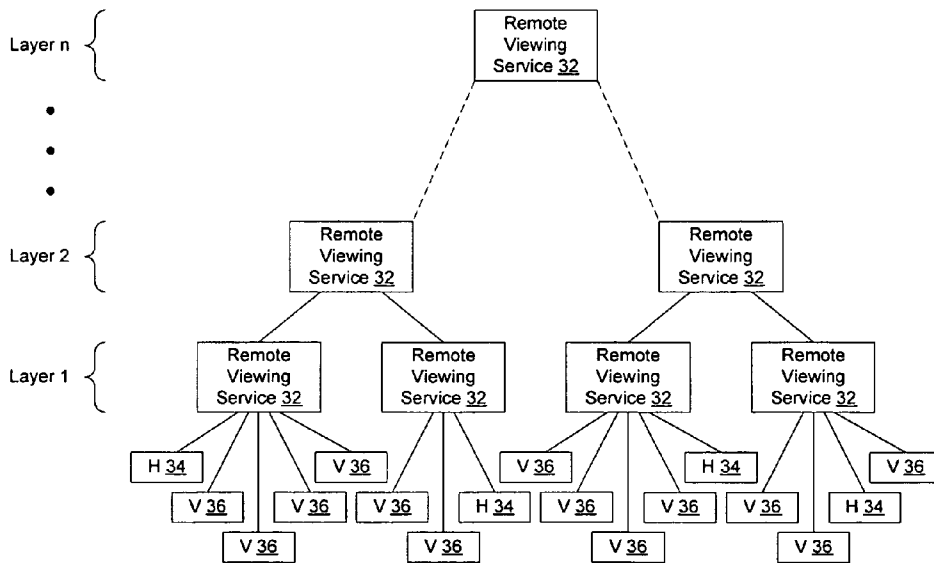 Layer n
Remote
Viewing
Service 32
Layer 2
Remote
Viewing
Service 32
Remote
Viewing
Service 32
Layer 1
Remote
Viewing
Service 32
Remote
Viewing
Service 32
Remote
Viewing
Service 32
Remote
Viewing
Service 32
H 34
V 36
V 36
H 34
V 36
V 36
V 36
V 36
H 34
V 36
V 36
V 36
H 34
V 36
V 36
V 36
V 36